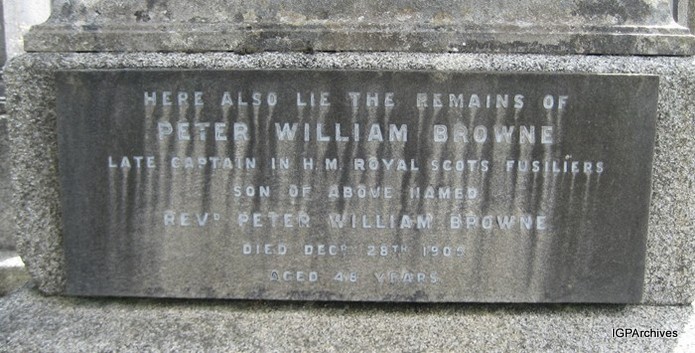 HERE ALSO LIE THE REMAINS OF
PETER WILLIAM BROWNE
LATE CAPTAIN IN H.M. ROYAL SCOTS FUSILIERS
SON OF ABOVE NAMED
REVD PETER WILLIAM BROWNE
DIED DECR 28TH 1905
AGED 48 YEARS
IGPArchives